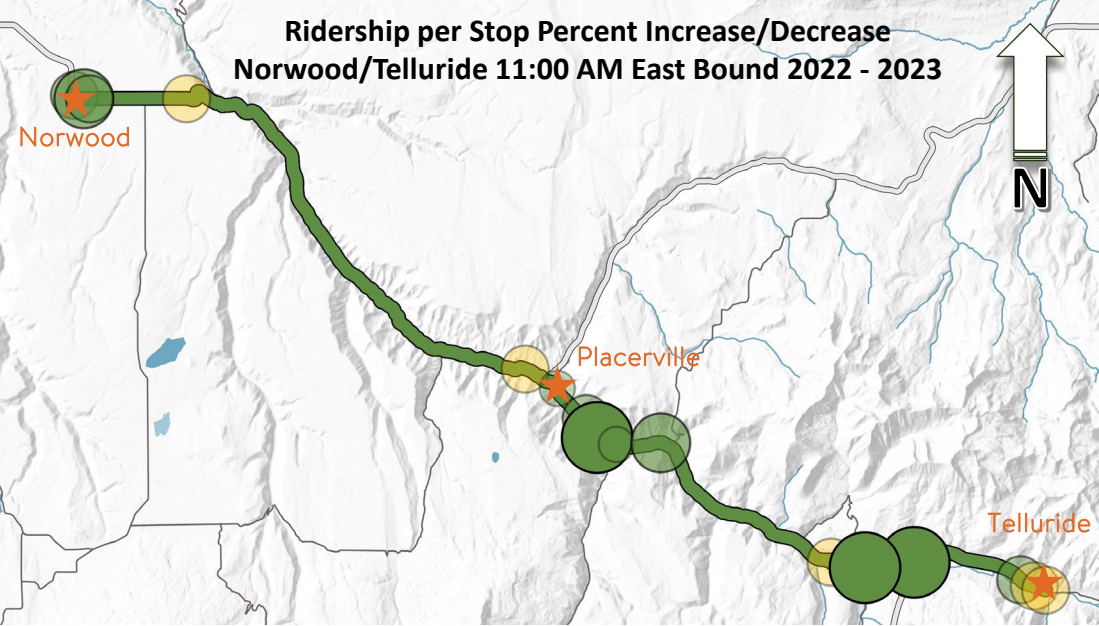 Ridership per Stop Percent Increase/Decrease
Norwood/Telluride 11:00 AM East Bound 2022 - 2023
Norwood
N
Placerville
Telluride